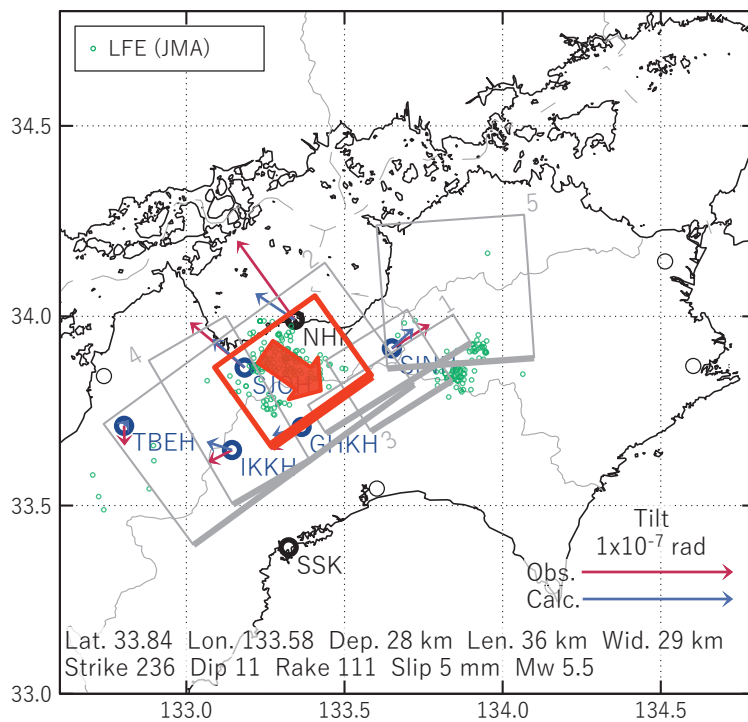 LFE (JMA)
34.5
34.0
33.5
33.0
5
2
1
4
3
NHK
SJCH
SINH
TBEH
IKKH
GHKH
SSK
Tilt
1x10-7 rad
Obs.
Calc.
Lat. 33.84 Lon. 133.58 Dep. 28 km Len. 36 km Wid. 29 km
Strike 236 Dip 11 Rake 111 Slip 5 mm Mw 5.5
133.0 133.5 134.0 134.5